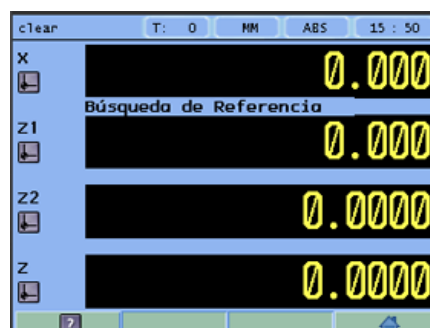 clear T: 0 MM ABS 15 : 50
X 0.000
Búsqueda de Referencia
Z1 0.000
Z2 0.0000
Z 0.0000
?